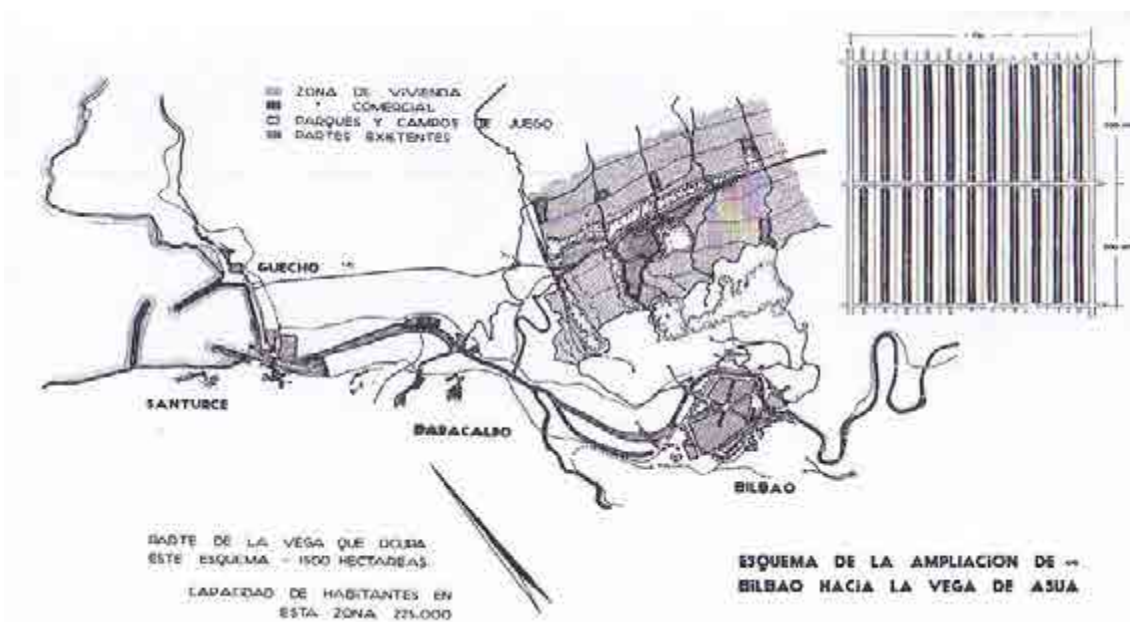 ZONA DE VIVIENDA
" COMERCIAL
PARQUES Y CAMPOS DE JUEGO
PARTES EXISTENTES
GUECHO
SANTURCE
BARACALDO
BILBAO
PARTE DE LA VEGA QUE OCUPA
ESTE ESQUEMA - 1500 HECTAREAS
CAPACIDAD DE HABITANTES EN
ESTA ZONA 225.000
ESQUEMA DE LA AMPLIACION DE
BILBAO HACIA LA VEGA DE ASUA